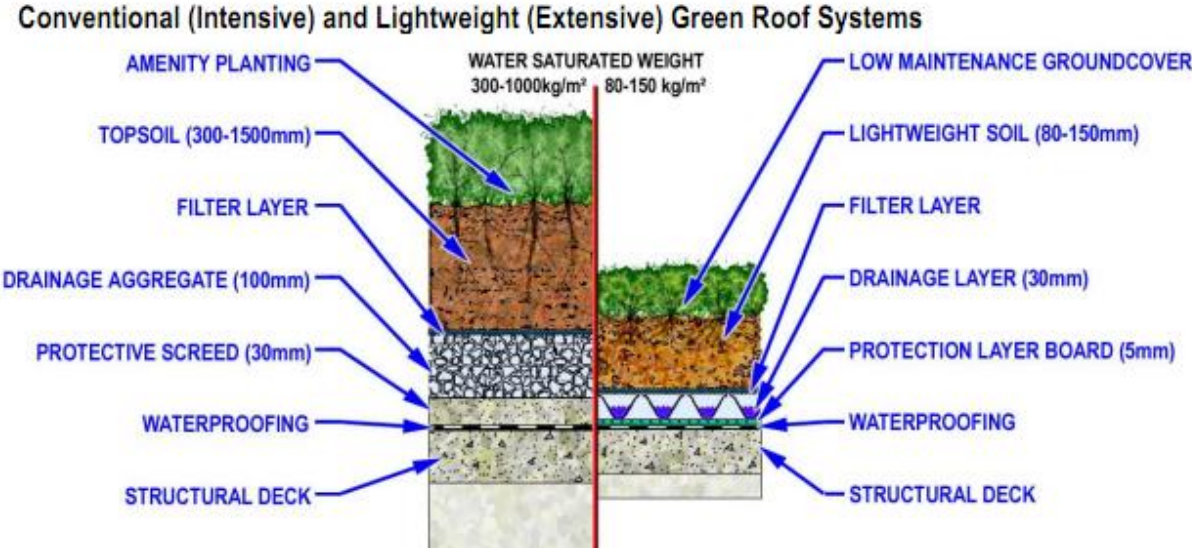 Conventional (Intensive) and Lightweight (Extensive) Green Roof Systems
WATER SATURATED WEIGHT
300-1000kg/m² 80-150 kg/m²
AMENITY PLANTING
TOPSOIL (300-1500mm)
FILTER LAYER
DRAINAGE AGGREGATE (100mm)
PROTECTIVE SCREED (30mm)
WATERPROOFING
STRUCTURAL DECK
LOW MAINTENANCE GROUNDCOVER
LIGHTWEIGHT SOIL (80-150mm)
FILTER LAYER
DRAINAGE LAYER (30mm)
PROTECTION LAYER BOARD (5mm)
WATERPROOFING
STRUCTURAL DECK